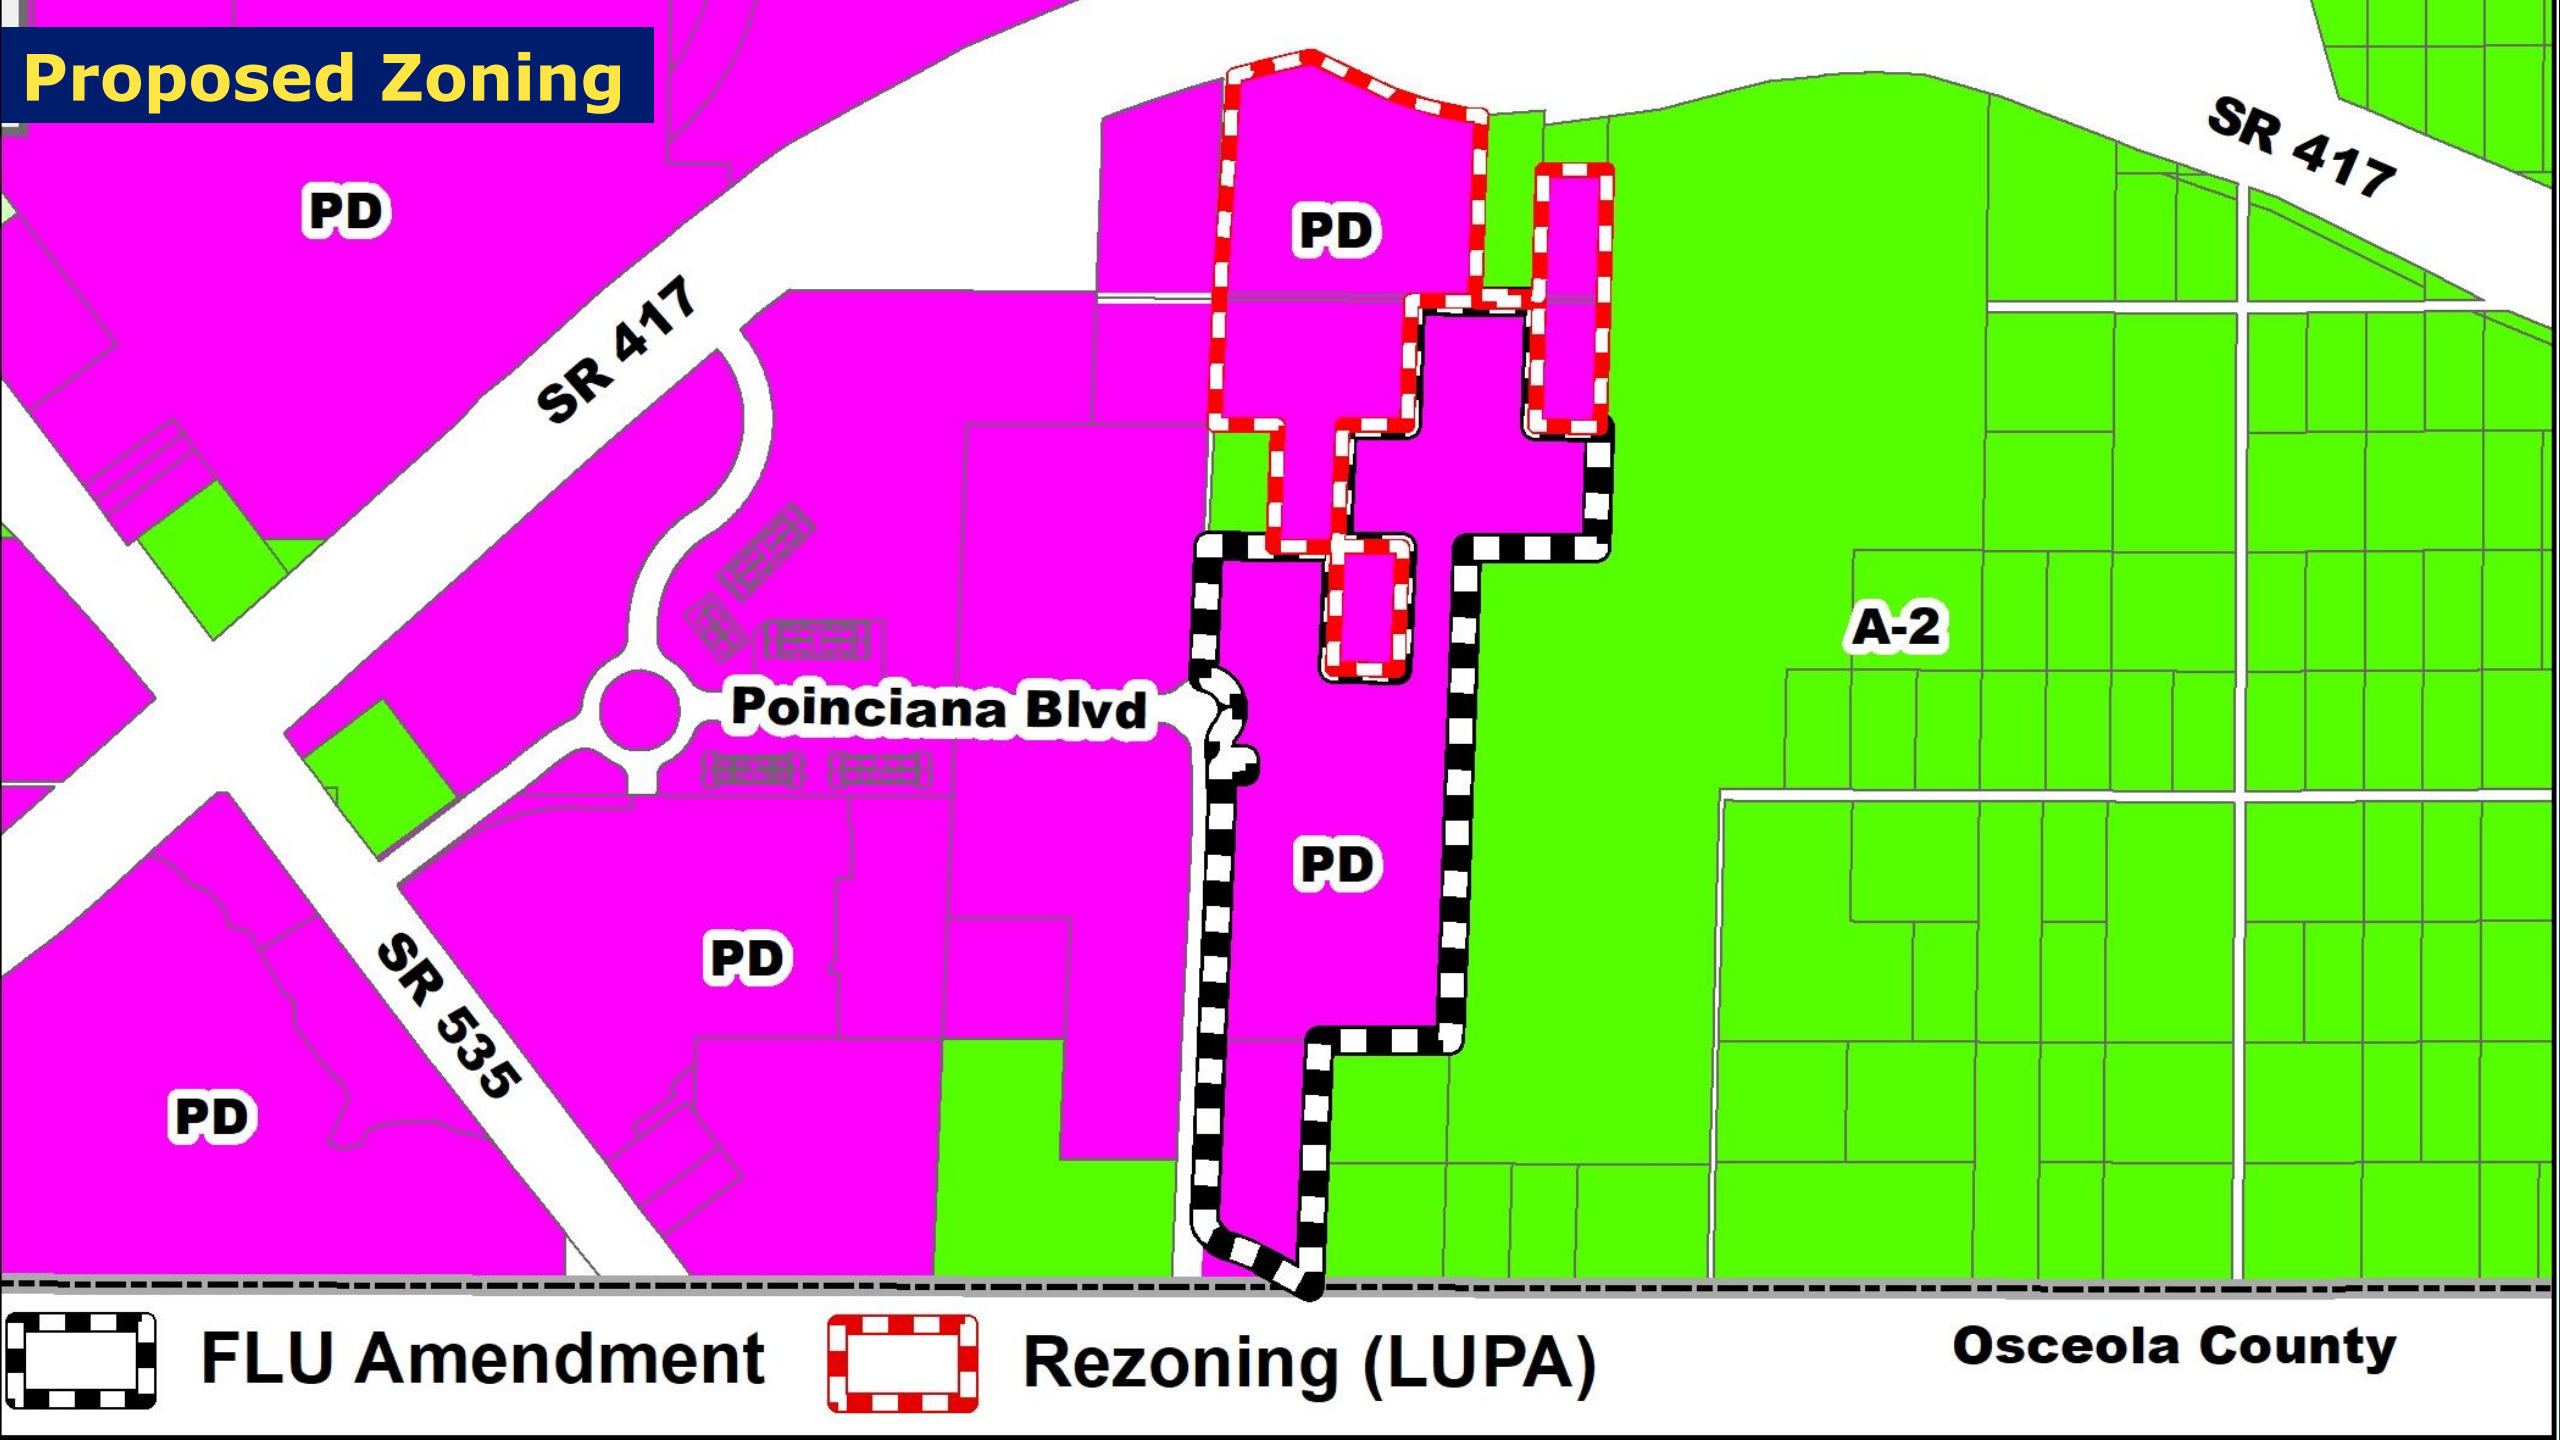 Proposed Zoning
SR 417
PD
PD
SR 417
A-2
Poinciana Blvd
PD
PD
SR 535
PD
FLU Amendment
Rezoning (LUPA)
Osceola County